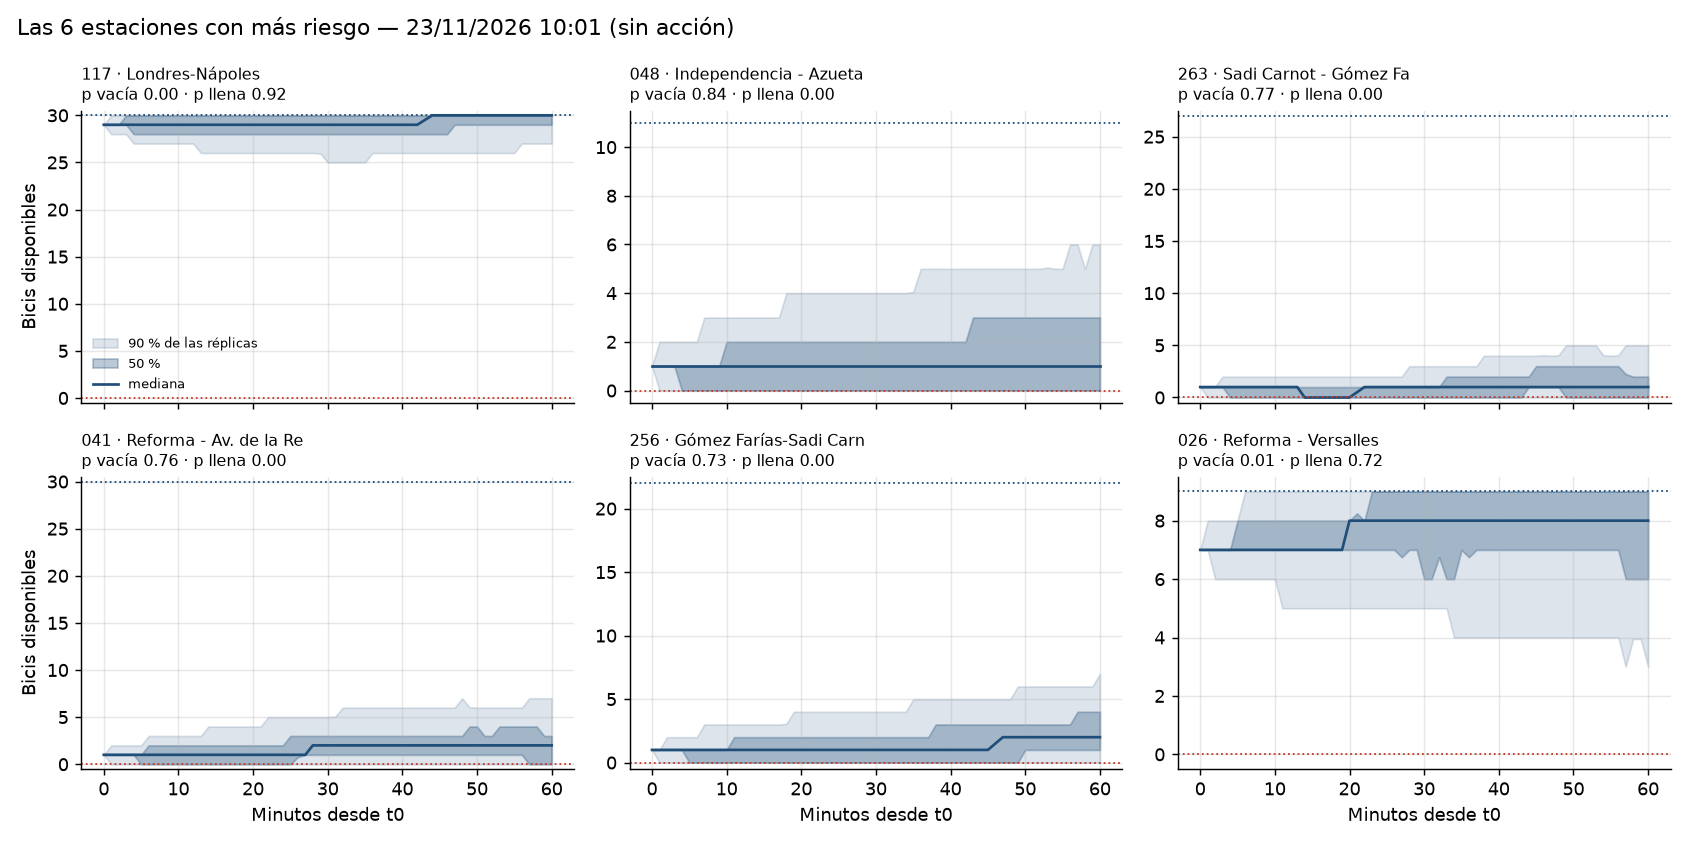 Las 6 estaciones con más riesgo — 23/11/2026 10:01 (sin acción)
117 · Londres-Nápoles
p vacía 0.00 · p llena 0.92
30
25
20
15
10
5
0
Bicis disponibles
90 % de las réplicas
50 %
mediana
048 · Independencia - Azueta
p vacía 0.84 · p llena 0.00
10
8
6
4
2
0
263 · Sadi Carnot - Gómez Fa
p vacía 0.77 · p llena 0.00
25
20
15
10
5
0
041 · Reforma - Av. de la Re
p vacía 0.76 · p llena 0.00
30
25
20
15
10
5
0
Bicis disponibles
0 10 20 30 40 50 60
Minutos desde t0
256 · Gómez Farías-Sadi Carn
p vacía 0.73 · p llena 0.00
20
15
10
5
0
0 10 20 30 40 50 60
Minutos desde t0
026 · Reforma - Versalles
p vacía 0.01 · p llena 0.72
8
6
4
2
0
0 10 20 30 40 50 60
Minutos desde t0